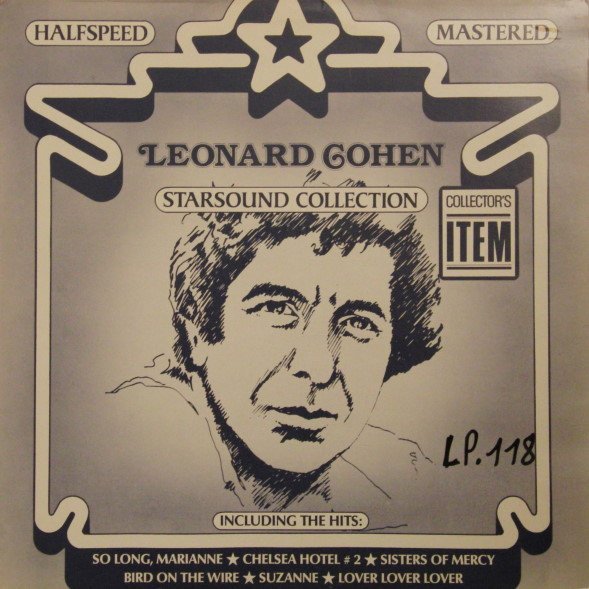 HALFSPEED
MASTERED
LEONARD COHEN
STARSOUND COLLECTION
COLLECTOR'S
ITEM
LP.118
INCLUDING THE HITS:
SO LONG, MARIANNE ★ CHELSEA HOTEL # 2 ★ SISTERS OF MERCY
BIRD ON THE WIRE ★ SUZANNE ★ LOVER LOVER LOVER